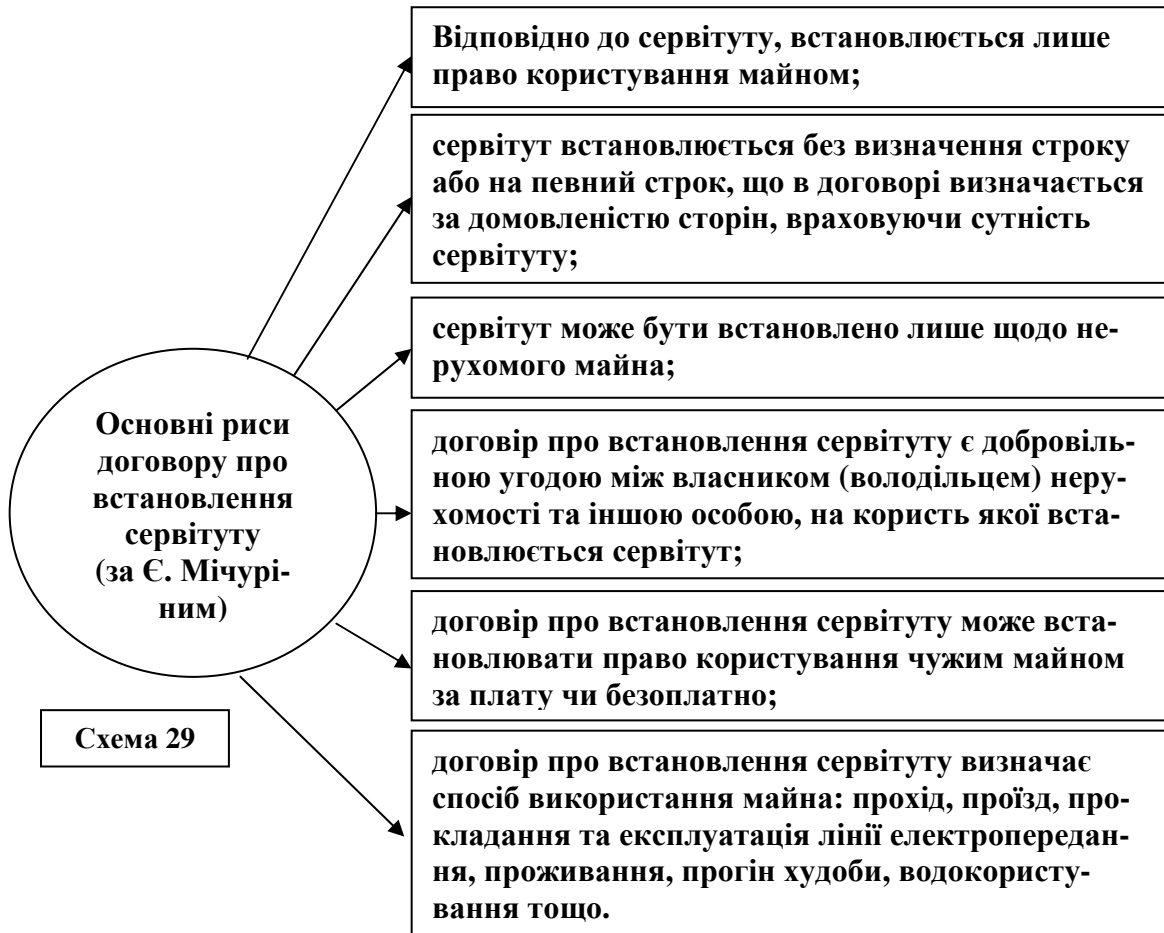 Відповідно до сервітуту, встановлюється лише
право користування майном;
сервітут встановлюється без визначення строку
або на певний строк, що в договорі визначається
за домовленістю сторін, враховуючи сутність
сервітуту;
сервітут може бути встановлено лише щодо не-
рухомого майна;
Основні риси
договору про
встановлення
сервітуту
(за Є. Мічурі-
ним)
договір про встановлення сервітуту є добровіль-
ною угодою між власником (володільцем) неру-
хомості та іншою особою, на користь якої вста-
новлюється сервітут;
договір про встановлення сервітуту може вста-
новлювати право користування чужим майном
за плату чи безоплатно;
Схема 29
договір про встановлення сервітуту визначає
спосіб використання майна: прохід, проїзд, про-
кладання та експлуатація лінії електропередан-
ня, проживання, прогін худоби, водокористу-
вання тощо.